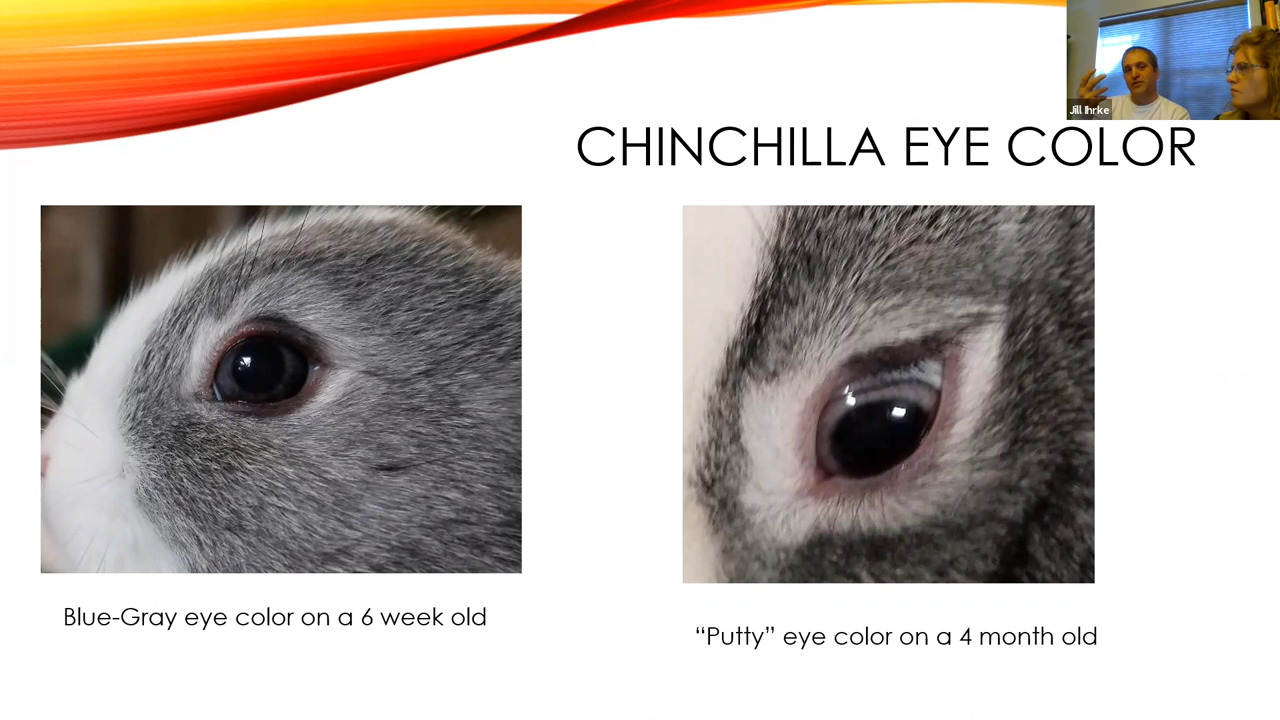 Jill Ihrke
CHINCHILLA EYE COLOR
Blue-Gray eye color on a 6 week old
“Putty” eye color on a 4 month old